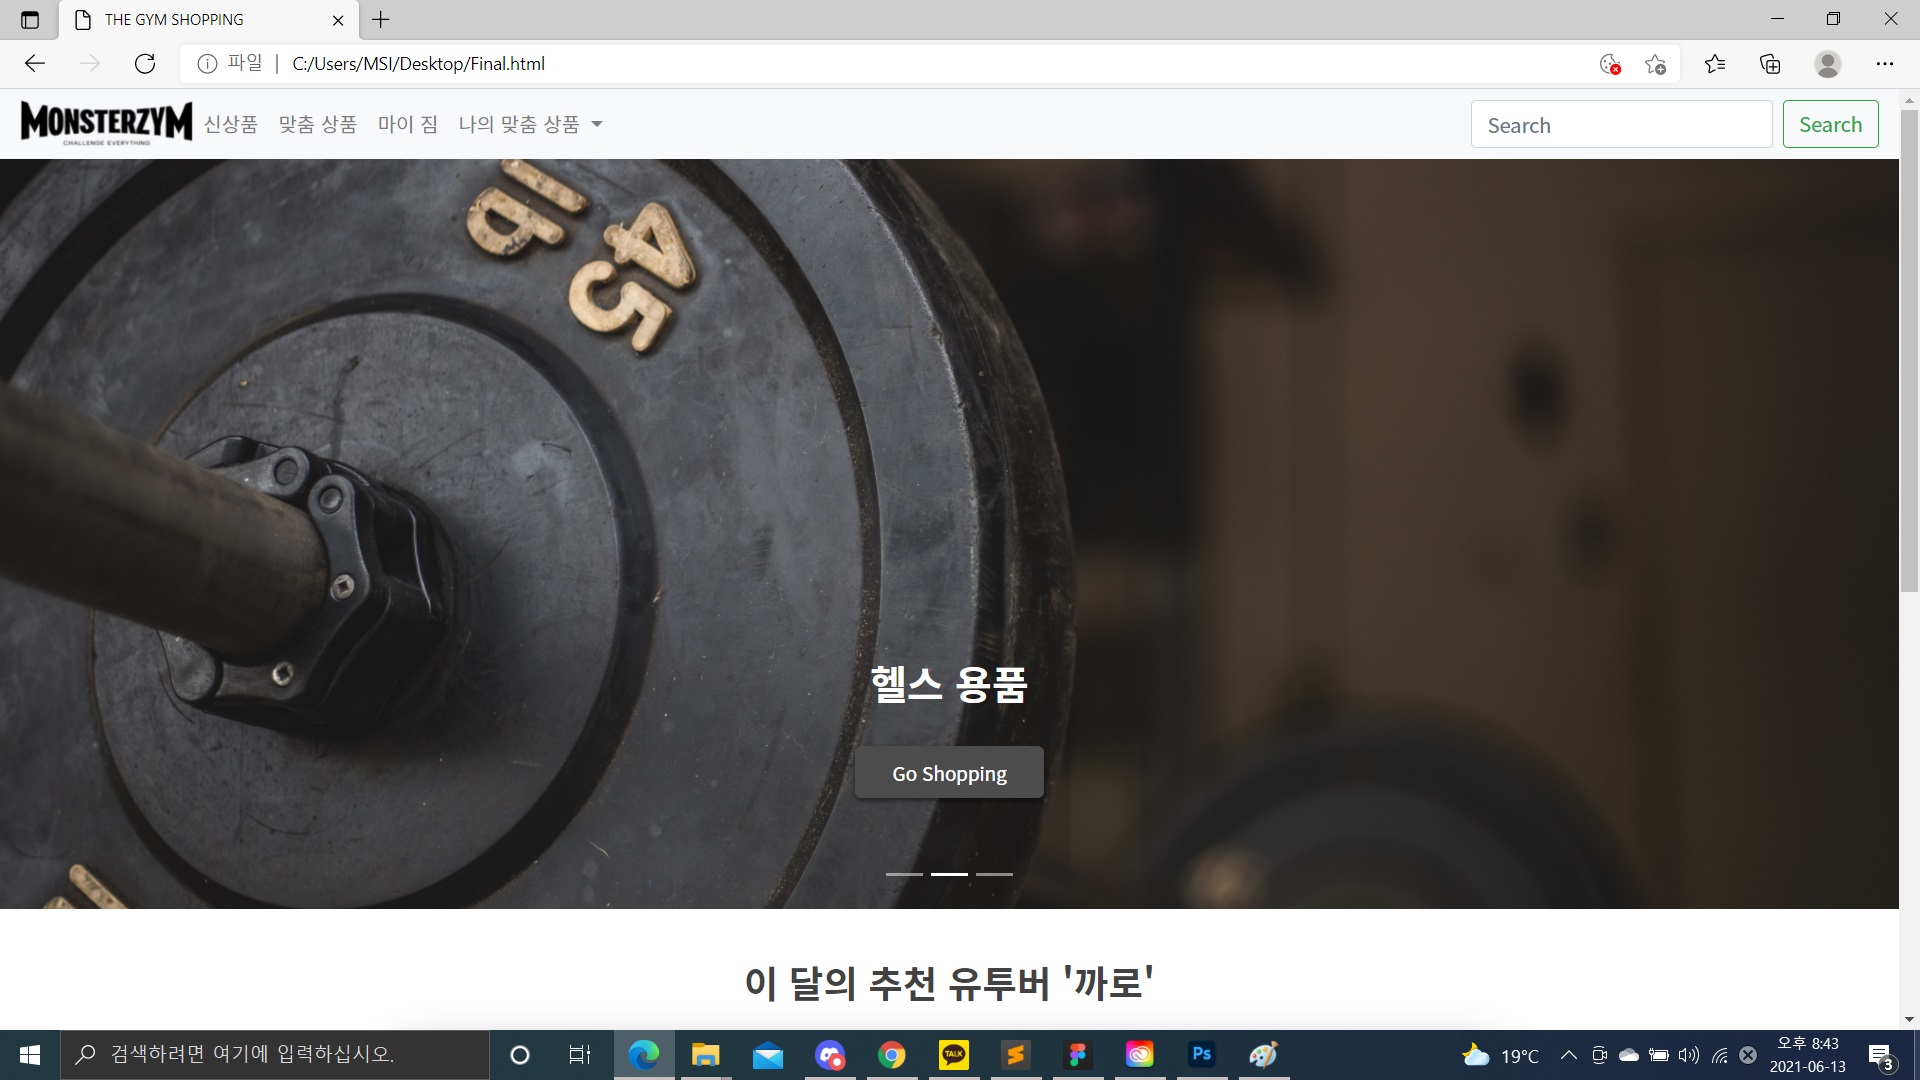 THE GYM SHOPPING
파일 | C:/Users/MSI/Desktop/Final.html
MONSTERZYM
CHALLENGE EVERYTHING
신상품 맞춤 상품 마이 짐 나의 맞춤 상품
Search
Search
lb
45
헬스 용품
Go Shopping
이 달의 추천 유투버 '까로'
검색하려면 여기에 입력하십시오.
TALK
Ps
19°C
오후 8:43
2021-06-13
3